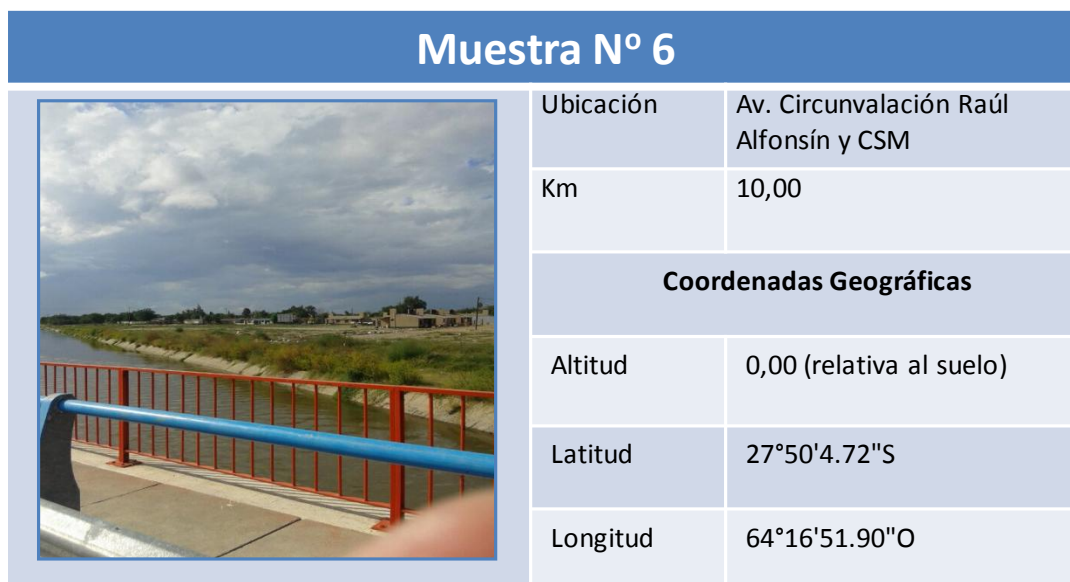 Muestra Nº 6
Ubicación
Av. Circunvalación Raúl
Alfonsín y CSM
Km
10,00
Coordenadas Geográficas
Altitud
0,00 (relativa al suelo)
Latitud
27°50'4.72"S
Longitud
64°16'51.90"O